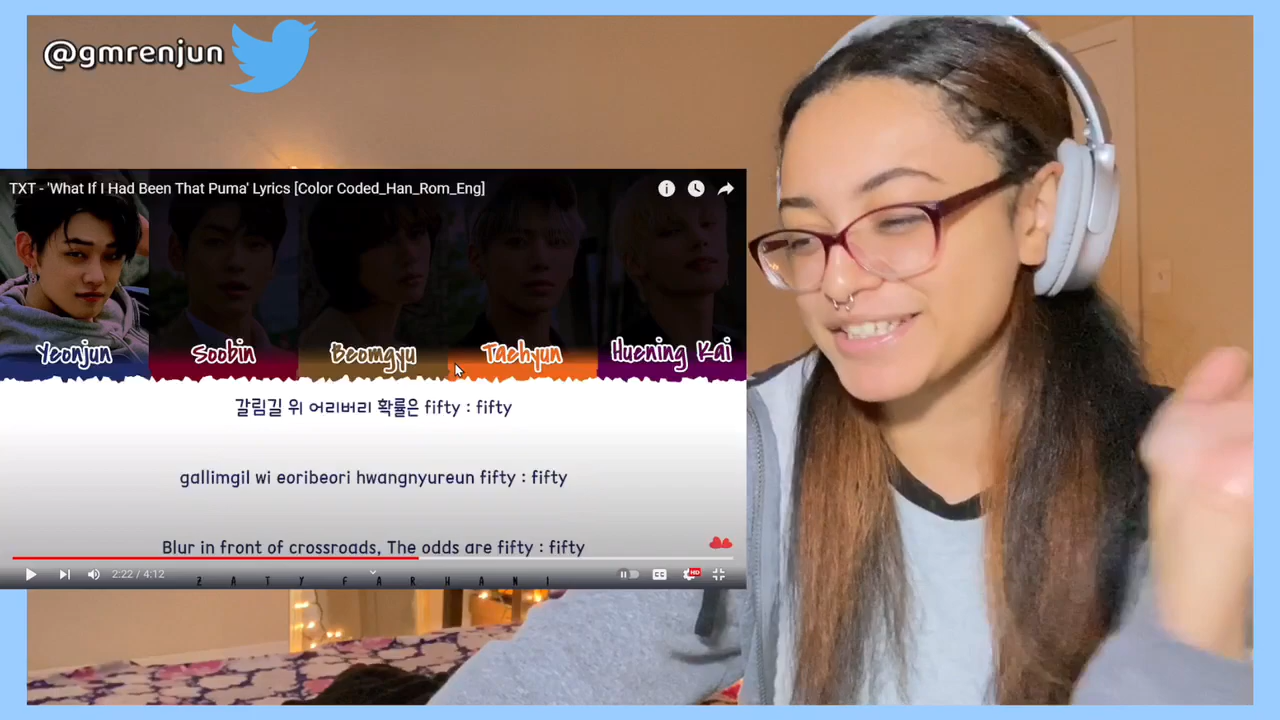 @gmrenjun
TXT - 'What If I Had Been That Puma' Lyrics [Color Coded_Han_Rom_Eng]
Yeonjun
Soobin
Beomgyu
Taehyun
Huening Kai
갈림길 위 어리버리 확률은 fifty : fifty
gallimgil wi eoribeori hwangnyureun fifty : fifty
Blur in front of crossroads, The odds are fifty : fifty
2:22 / 4:12
Z A T Y F A R H A N I
HD